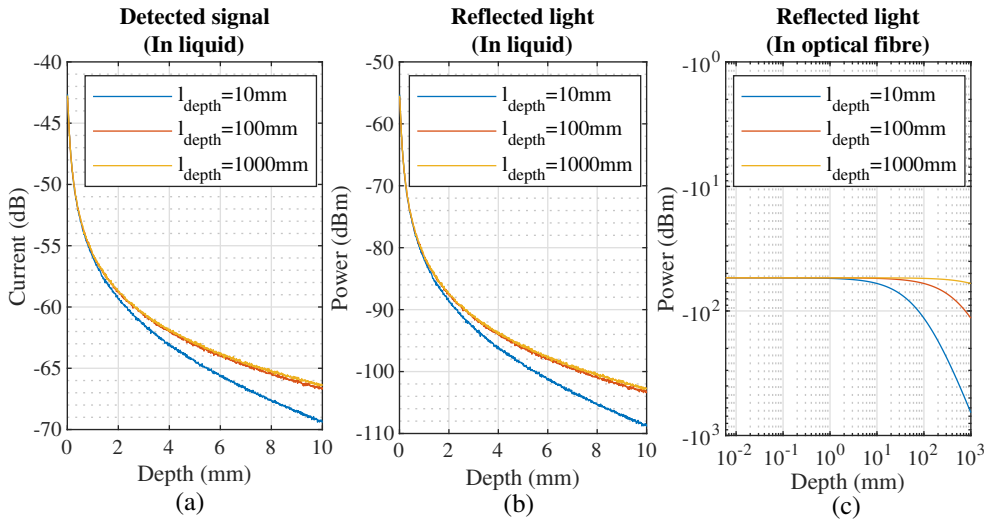 Detected signal
(In liquid)
-40
-45
-50
-55
-60
-65
-70
Current (dB)
l_depth=10mm
l_depth=100mm
l_depth=1000mm
0 2 4 6 8 10
Depth (mm)
(a)
Reflected light
(In liquid)
-50
-60
-70
-80
-90
-100
-110
Power (dBm)
l_depth=10mm
l_depth=100mm
l_depth=1000mm
0 2 4 6 8 10
Depth (mm)
(b)
Reflected light
(In optical fibre)
-10^0
-10^1
-10^2
-10^3
Power (dBm)
l_depth=10mm
l_depth=100mm
l_depth=1000mm
10^-2 10^-1 10^0 10^1 10^2 10^3
Depth (mm)
(c)